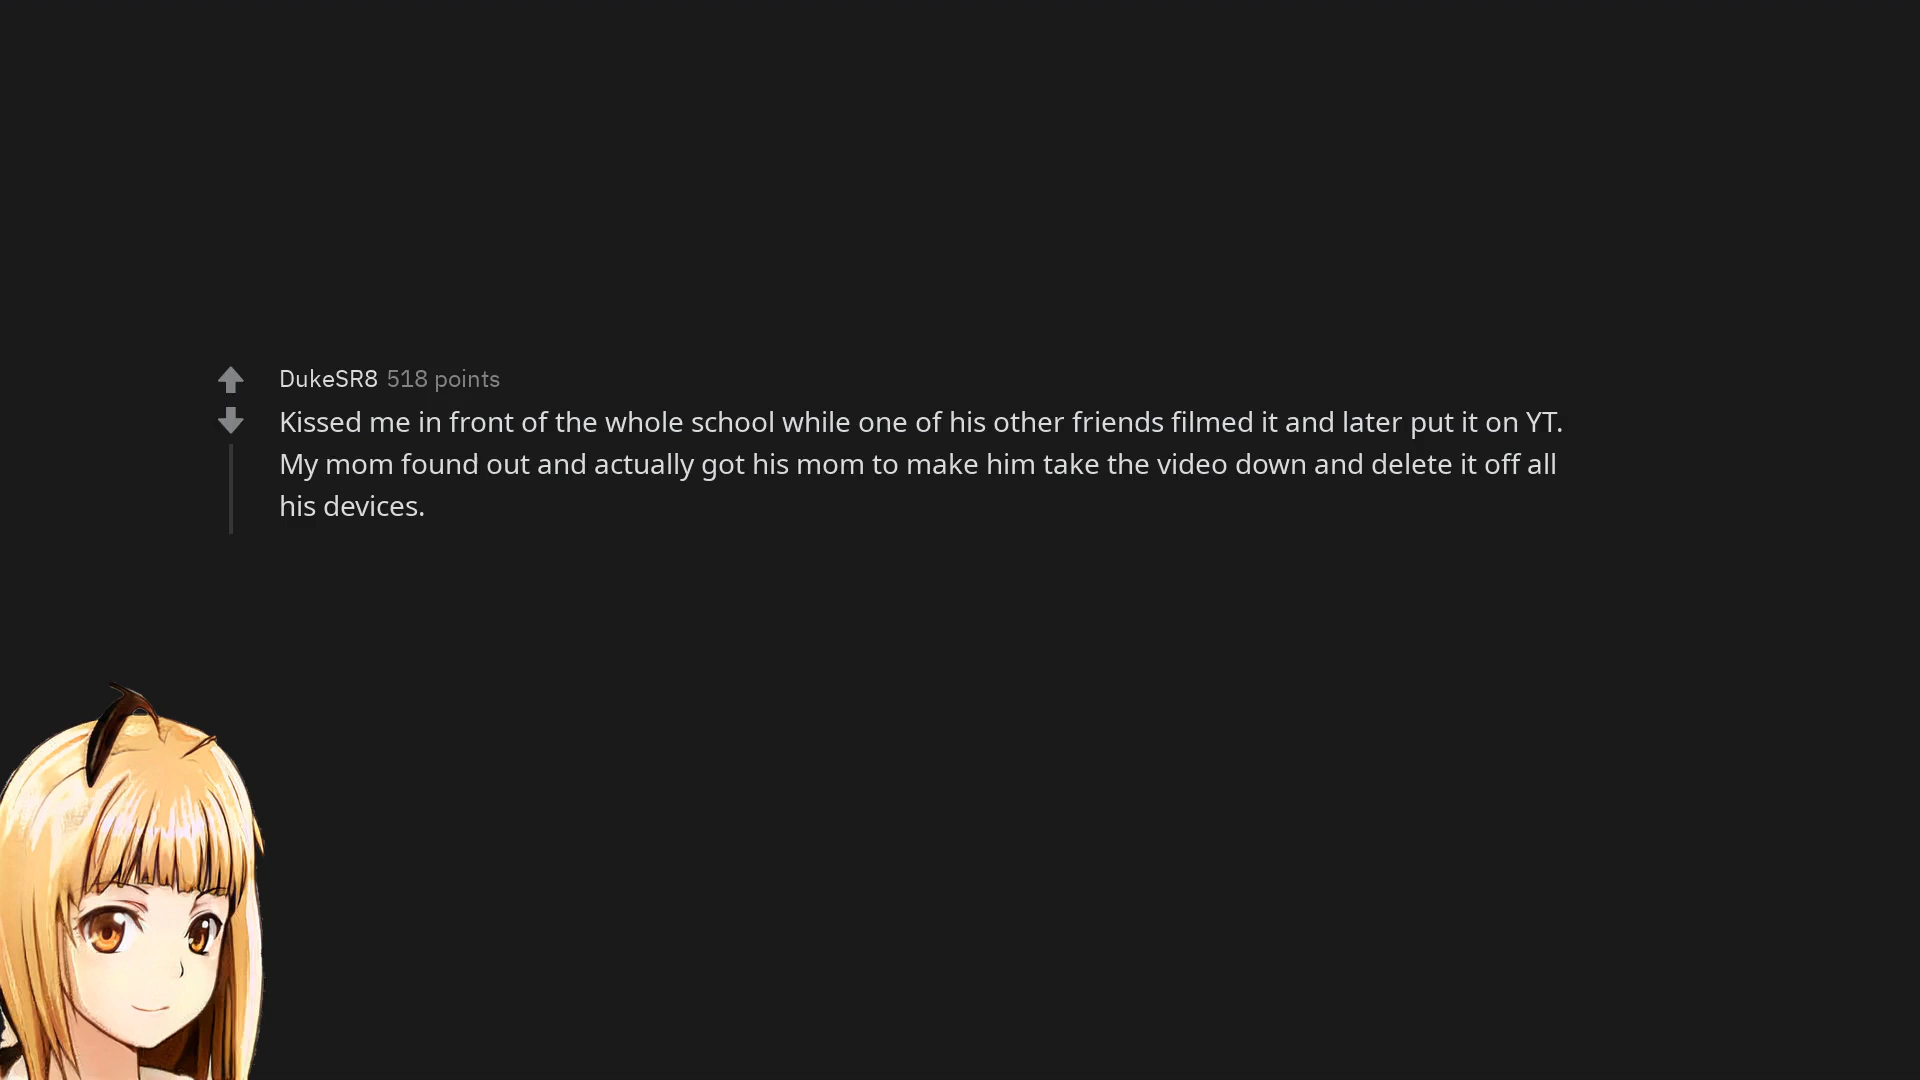 DukeSR8 518 points
Kissed me in front of the whole school while one of his other friends filmed it and later put it on YT.
My mom found out and actually got his mom to make him take the video down and delete it off all
his devices.